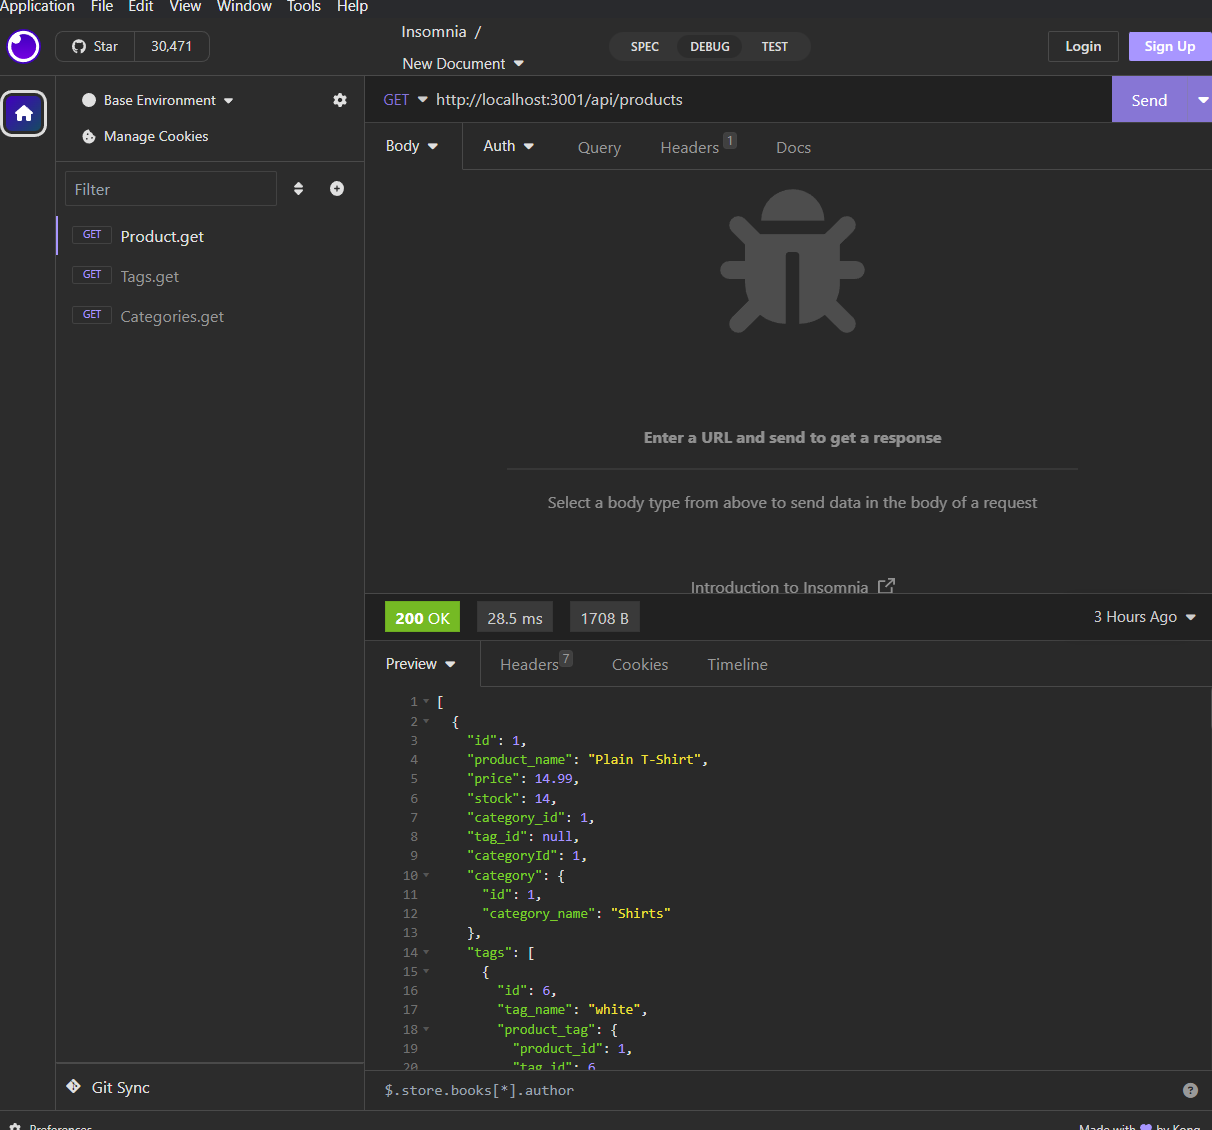 Application File Edit View Window Tools Help
Star 30,471
Insomnia /
New Document
SPEC DEBUG TEST
Login Sign Up
Base Environment
Manage Cookies
Filter
GET Product.get
GET Tags.get
GET Categories.get
Git Sync
GET http://localhost:3001/api/products Send
Body Auth Query Headers 1 Docs
Enter a URL and send to get a response
Select a body type from above to send data in the body of a request
Introduction to Insomnia
200 OK 28.5 ms 1708 B 3 Hours Ago
Preview Headers 7 Cookies Timeline
1 [
2 {
3 "id": 1,
4 "product_name": "Plain T-Shirt",
5 "price": 14.99,
6 "stock": 14,
7 "category_id": 1,
8 "tag_id": null,
9 "categoryId": 1,
10 "category": {
11 "id": 1,
12 "category_name": "Shirts"
13 },
14 "tags": [
15 {
16 "id": 6,
17 "tag_name": "white",
18 "product_tag": {
19 "product_id": 1,
20 "tag_id": 6
$.store.books[*].author ?
Preferences Made with by Kong